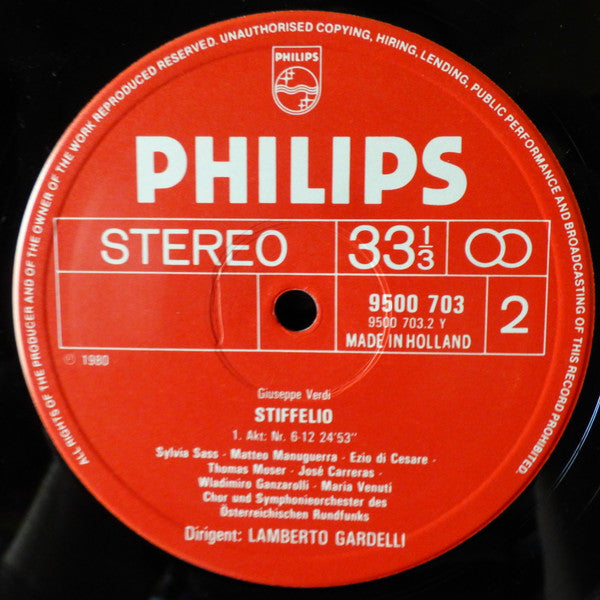 ALL RIGHTS OF THE PRODUCER AND OF THE OWNER OF THE WORK REPRODUCED RESERVED. UNAUTHORISED COPYING, HIRING, LENDING, PUBLIC PERFORMANCE AND BROADCASTING OF THIS RECORD PROHIBITED.
PHILIPS
PHILIPS
STEREO
33 1/3
9500 703
9500 703.2 Y
MADE IN HOLLAND
2
℗ 1980
Giuseppe Verdi
STIFFELIO
1. Akt: Nr. 6-12 24'53"
Sylvia Sass · Matteo Manuguerra · Ezio di Cesare ·
Thomas Moser · José Carreras ·
Wladimiro Ganzarolli · Maria Venuti
Chor und Symphonieorchester des
Österreichischen Rundfunks
Dirigent: LAMBERTO GARDELLI